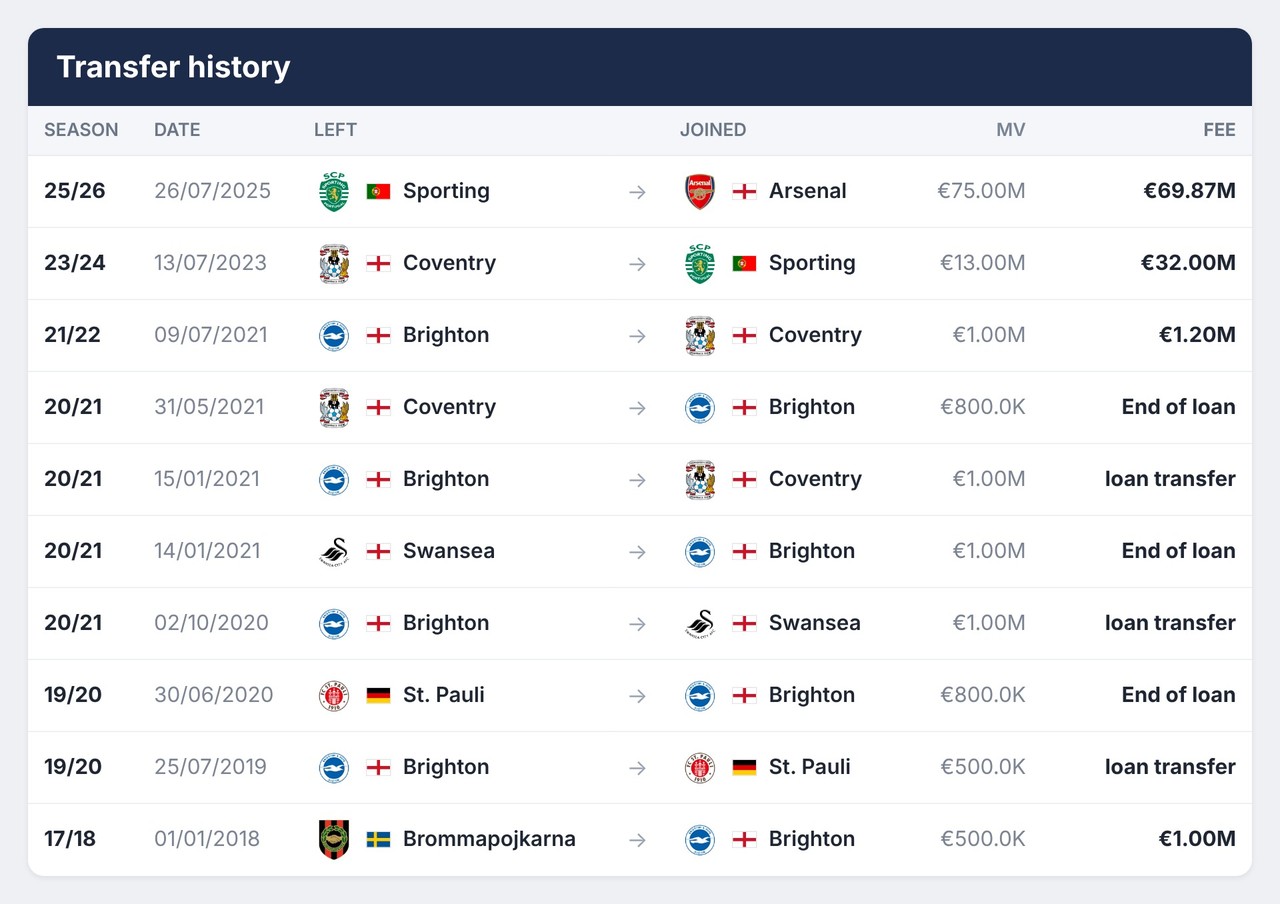 Transfer history
SEASON DATE LEFT JOINED MV FEE
25/26 26/07/2025 Sporting → Arsenal €75.00M €69.87M
23/24 13/07/2023 Coventry → Sporting €13.00M €32.00M
21/22 09/07/2021 Brighton → Coventry €1.00M €1.20M
20/21 31/05/2021 Coventry → Brighton €800.0K End of loan
20/21 15/01/2021 Brighton → Coventry €1.00M loan transfer
20/21 14/01/2021 Swansea → Brighton €1.00M End of loan
20/21 02/10/2020 Brighton → Swansea €1.00M loan transfer
19/20 30/06/2020 St. Pauli → Brighton €800.0K End of loan
19/20 25/07/2019 Brighton → St. Pauli €500.0K loan transfer
17/18 01/01/2018 Brommapojkarna → Brighton €500.0K €1.00M